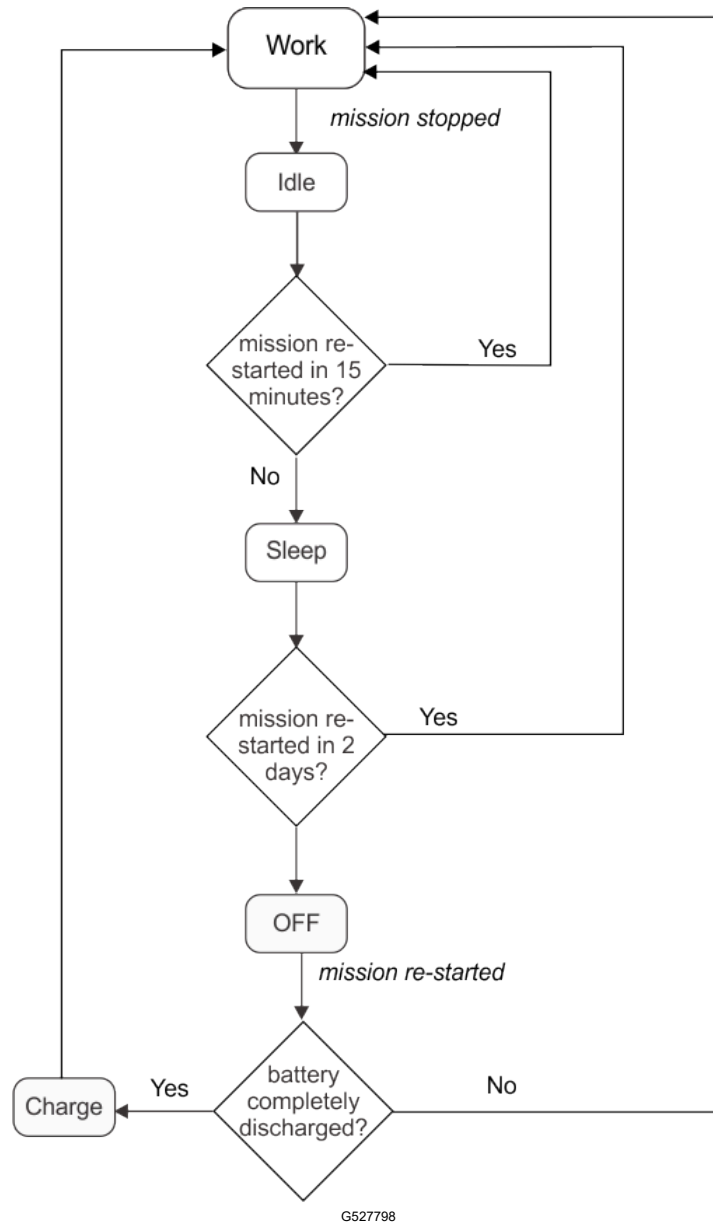 Work
mission stopped
Idle
mission re-
started in 15
minutes?
Yes
No
Sleep
mission re-
started in 2
days?
Yes
OFF
mission re-started
battery
completely
discharged?
Yes
No
Charge
G527798